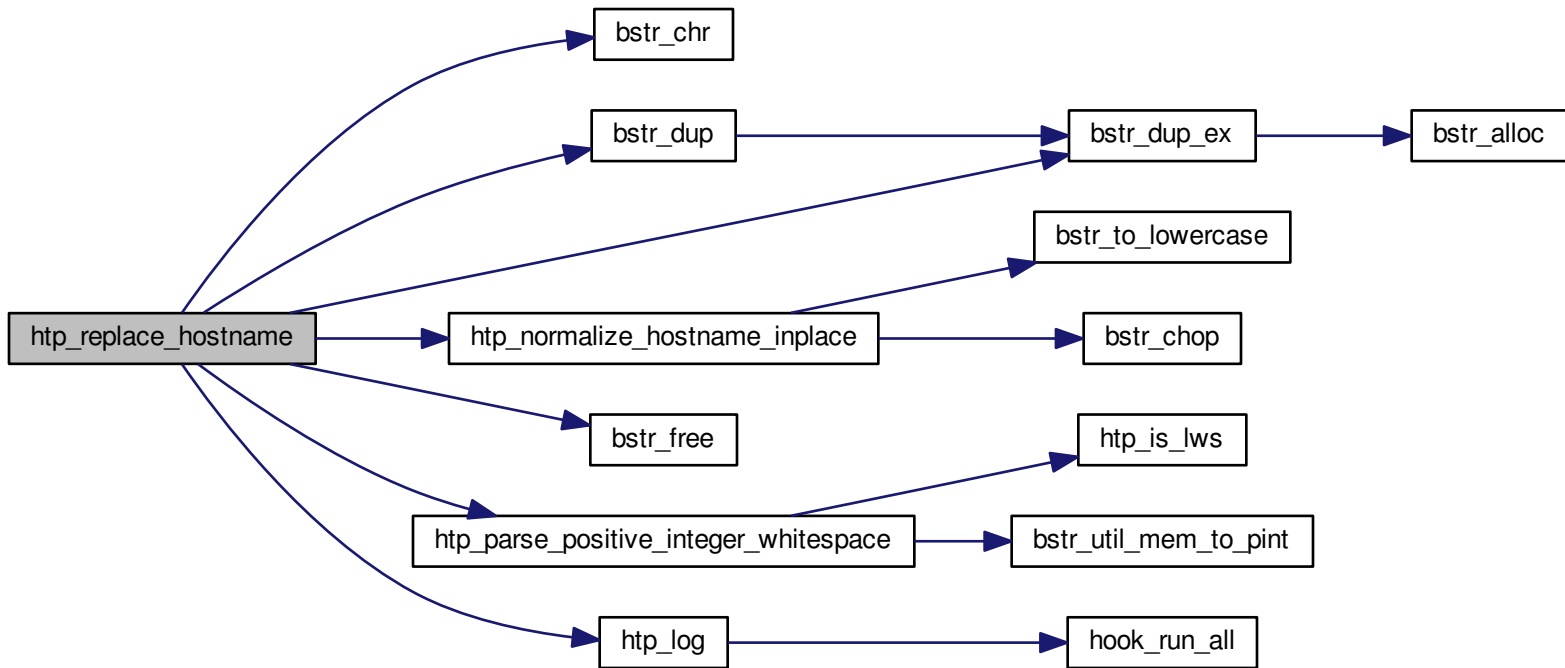 bstr_chr
bstr_dup
bstr_dup_ex
bstr_alloc
bstr_to_lowercase
htp_replace_hostname
htp_normalize_hostname_inplace
bstr_chop
bstr_free
htp_is_lws
htp_parse_positive_integer_whitespace
bstr_util_mem_to_pint
htp_log
hook_run_all